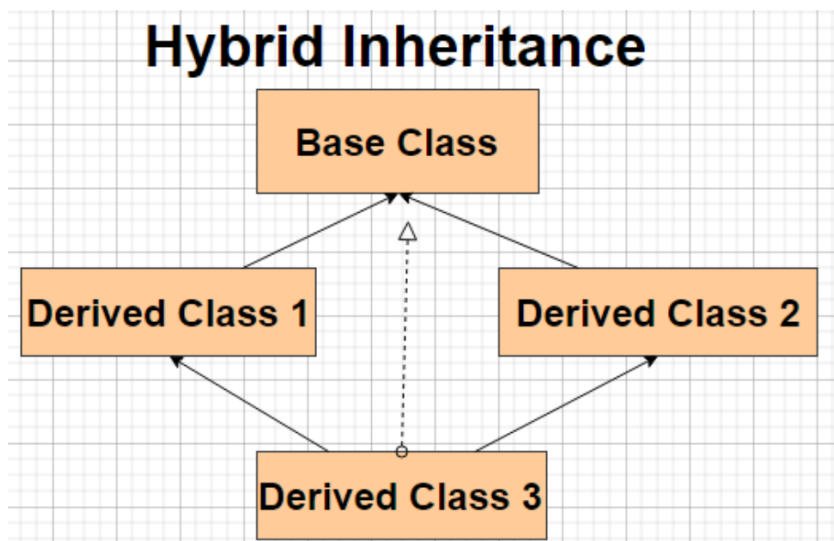 Hybrid Inheritance
Base Class
Derived Class 1
Derived Class 2
Derived Class 3